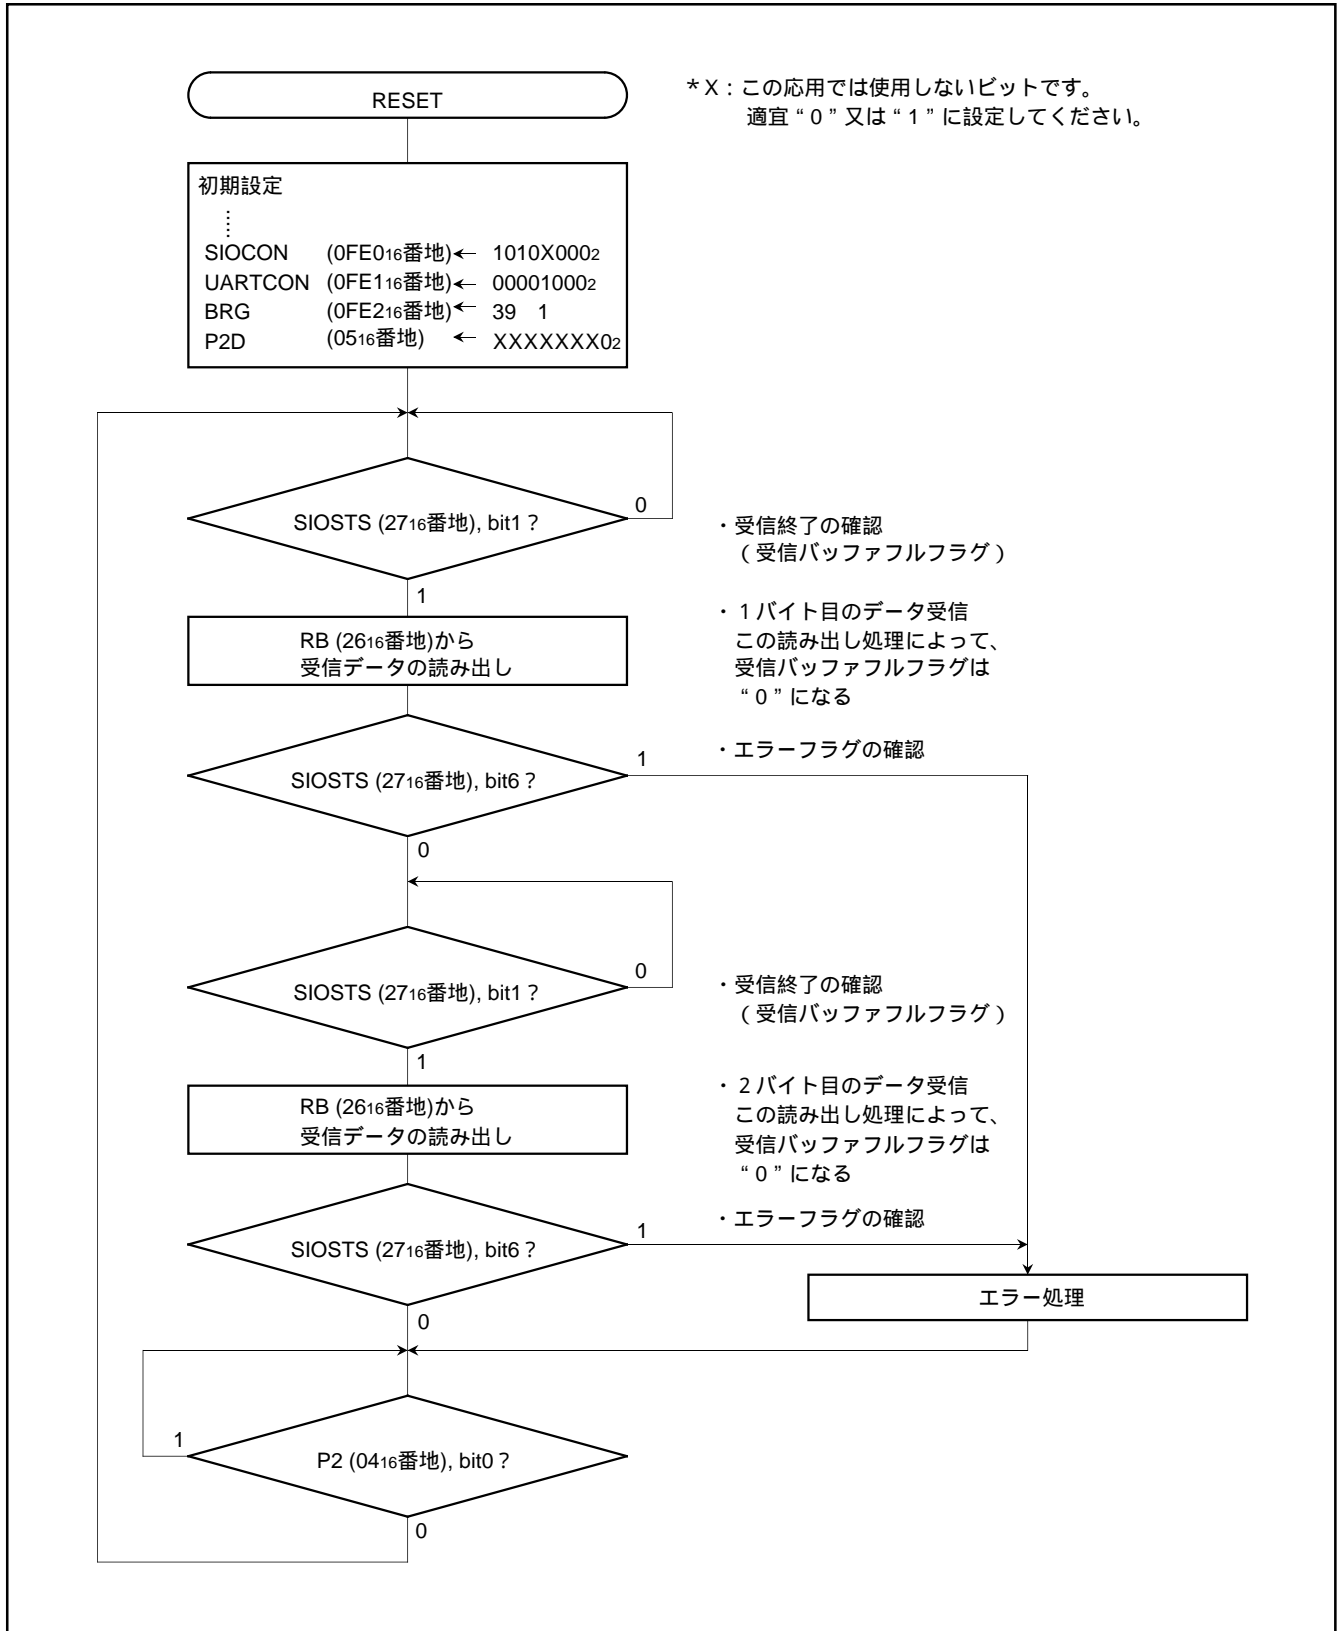 RESET
*X：この応用では使用しないビットです。
適宜“0”又は“1”に設定してください。
初期設定
SIOCON (0FE016番地)← 1010X0002
UARTCON (0FE116番地)← 000010002
BRG (0FE216番地)← 39 1
P2D (0516番地) ← XXXXXXX02
SIOSTS (2716番地), bit1？
0
・受信終了の確認
（受信バッファフルフラグ）
1
RB (2616番地)から
受信データの読み出し
・1バイト目のデータ受信
この読み出し処理によって、
受信バッファフルフラグは
“0”になる
SIOSTS (2716番地), bit6？
1
・エラーフラグの確認
0
SIOSTS (2716番地), bit1？
0
・受信終了の確認
（受信バッファフルフラグ）
1
RB (2616番地)から
受信データの読み出し
・2バイト目のデータ受信
この読み出し処理によって、
受信バッファフルフラグは
“0”になる
SIOSTS (2716番地), bit6？
1
・エラーフラグの確認
エラー処理
0
P2 (0416番地), bit0？
1
0